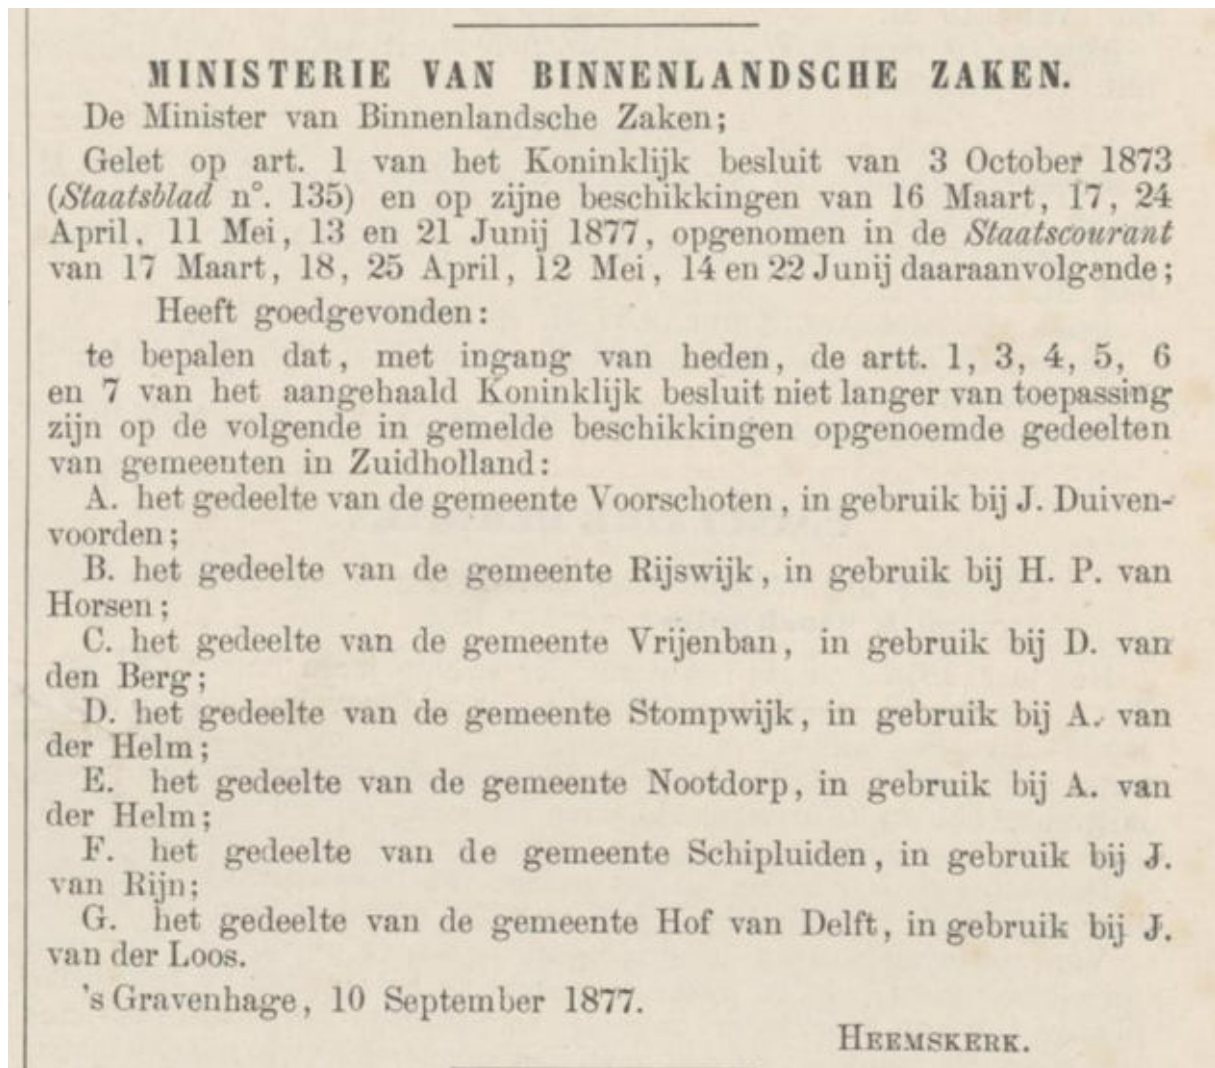 MINISTERIE VAN BINNENLANDSCHE ZAKEN.
De Minister van Binnenlandsche Zaken;
Gelet op art. 1 van het Koninklijk besluit van 3 October 1873
(Staatsblad n°. 135) en op zijne beschikkingen van 16 Maart, 17, 24
April, 11 Mei, 13 en 21 Junij 1877, opgenomen in de Staatscourant
van 17 Maart, 18, 25 April, 12 Mei, 14 en 22 Junij daaraanvolgende;
Heeft goedgevonden:
te bepalen dat, met ingang van heden, de artt. 1, 3, 4, 5, 6
en 7 van het aangehaald Koninklijk besluit niet langer van toepassing
zijn op de volgende in gemelde beschikkingen opgenoemde gedeelten
van gemeenten in Zuidholland:
A. het gedeelte van de gemeente Voorschoten, in gebruik bij J. Duiven-
voorden;
B. het gedeelte van de gemeente Rijswijk, in gebruik bij H. P. van
Horsen;
C. het gedeelte van de gemeente Vrijenban, in gebruik bij D. van
den Berg;
D. het gedeelte van de gemeente Stompwijk, in gebruik bij A. van
der Helm;
E. het gedeelte van de gemeente Nootdorp, in gebruik bij A. van
der Helm;
F. het gedeelte van de gemeente Schipluiden, in gebruik bij J.
van Rijn;
G. het gedeelte van de gemeente Hof van Delft, in gebruik bij J.
van der Loos.
's Gravenhage, 10 September 1877.
HEEMSKERK.